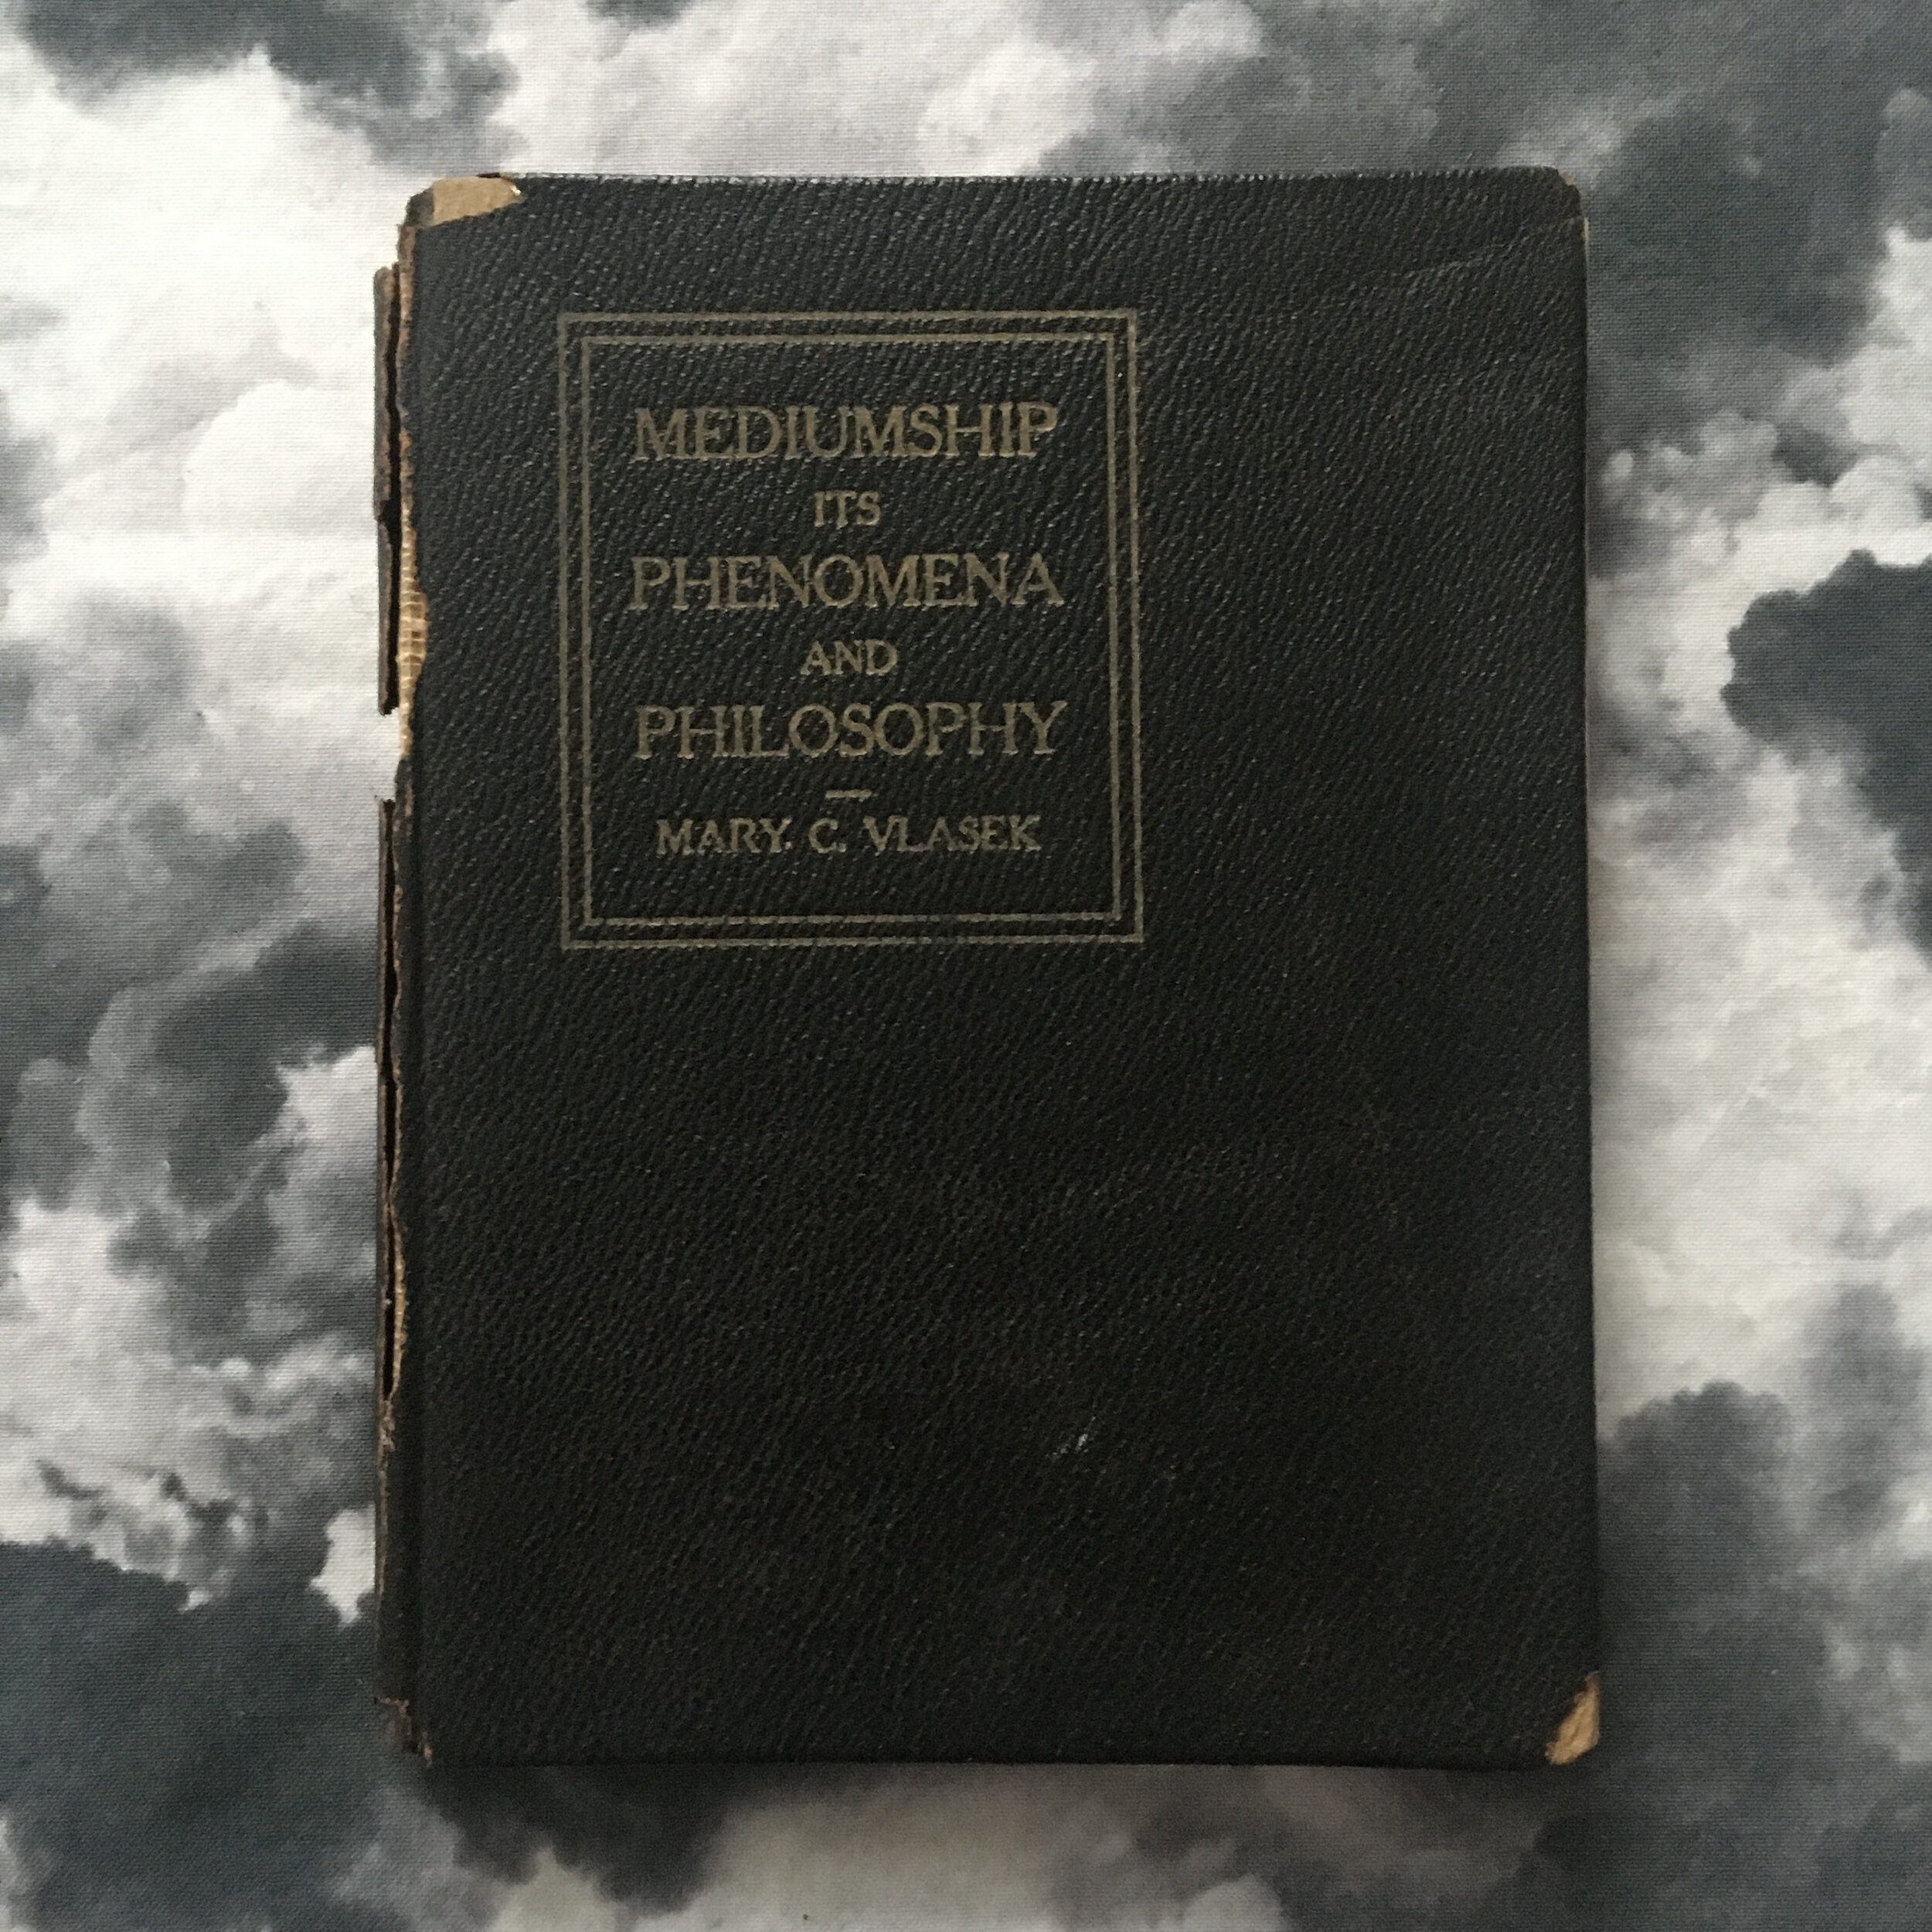 MEDIUMSHIP
ITS
PHENOMENA
AND
PHILOSOPHY
—
MARY C. VLASEK